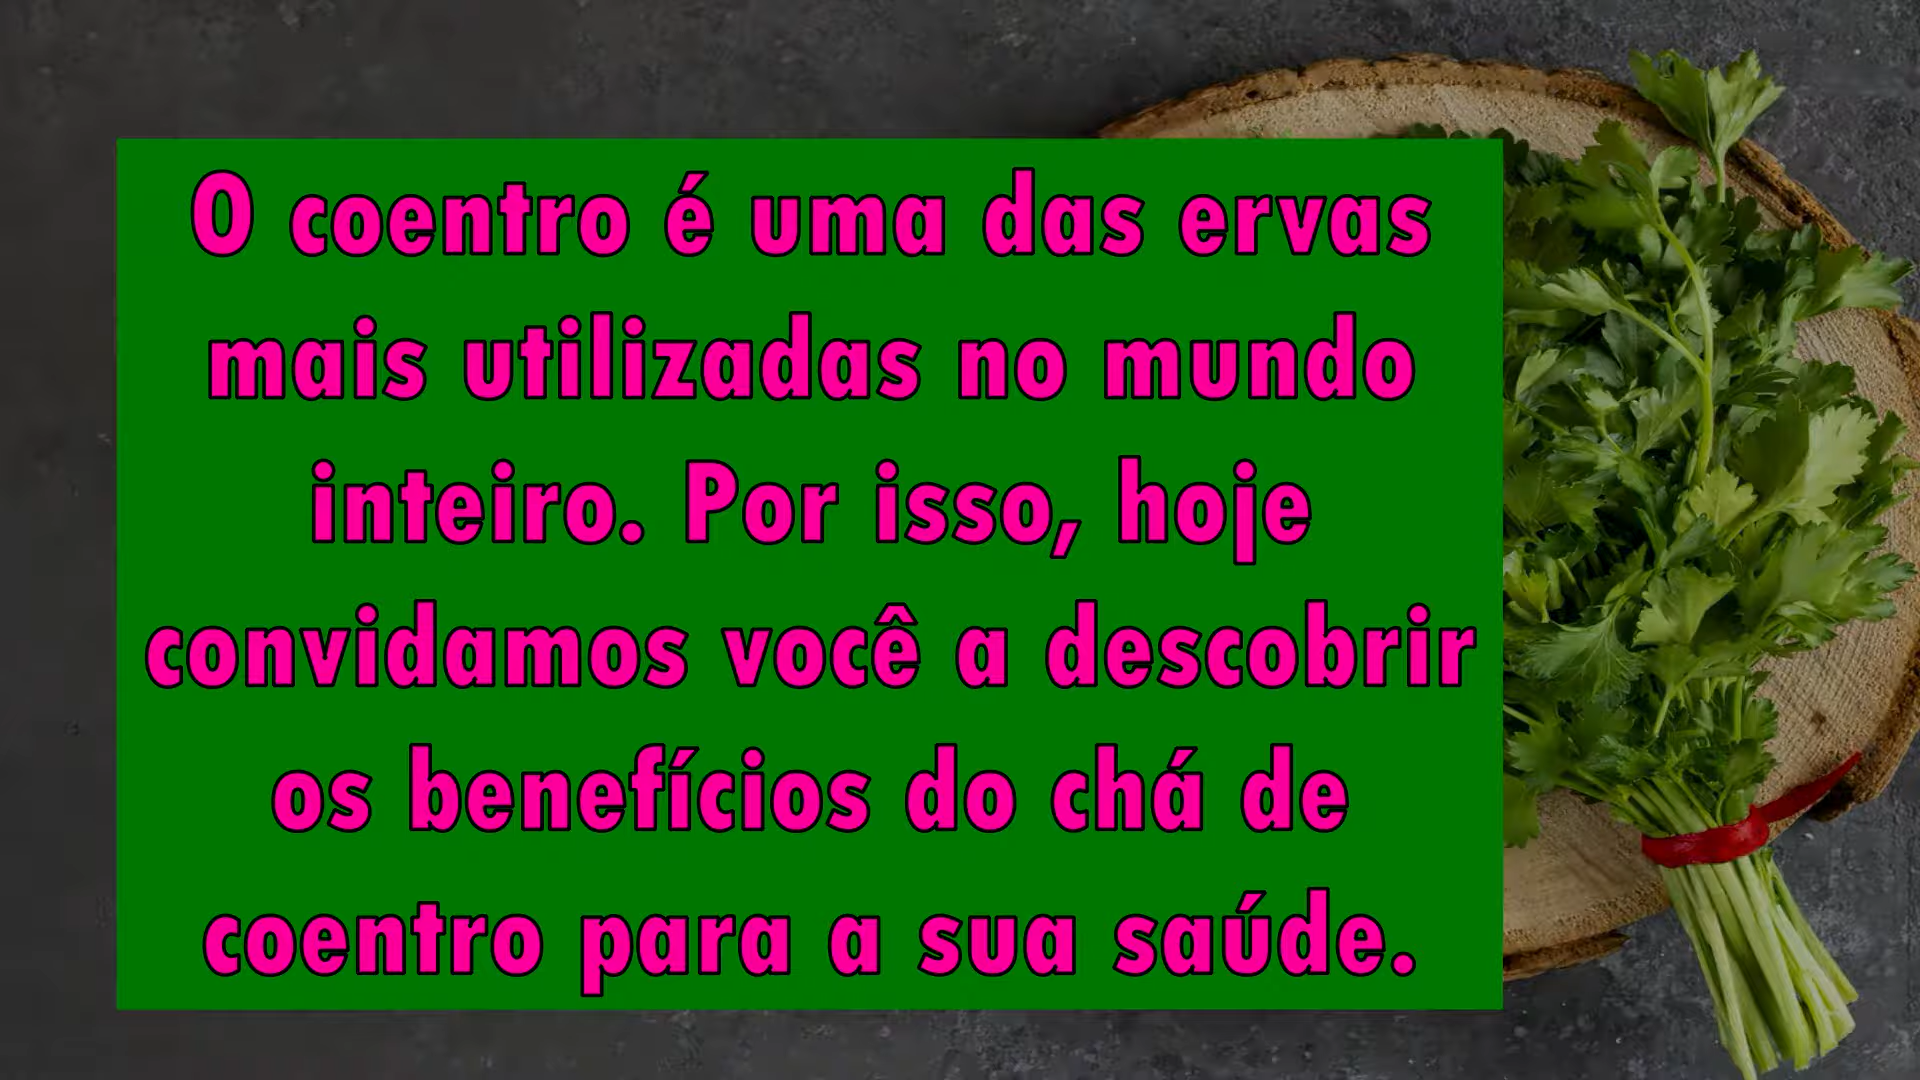 O coentro é uma das ervas
mais utilizadas no mundo
inteiro. Por isso, hoje
convidamos você a descobrir
os benefícios do chá de
coentro para a sua saúde.